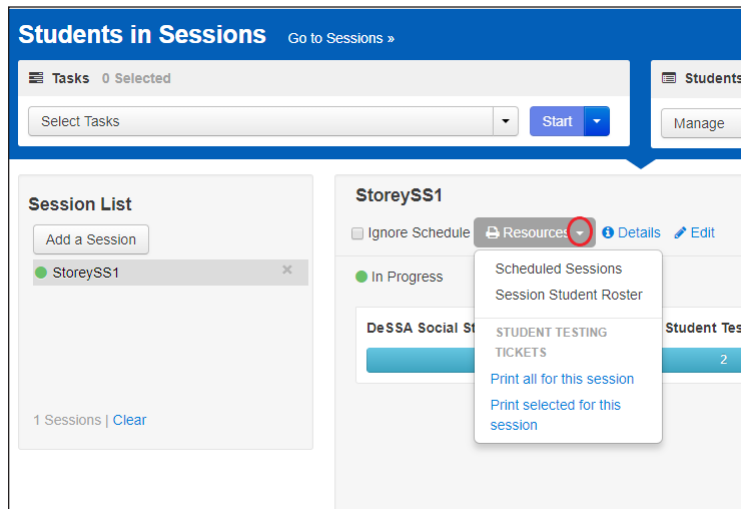 Students in Sessions Go to Sessions »
Tasks 0 Selected
Students
Select Tasks
Start
Manage
Session List
Add a Session
StoreySS1
1 Sessions | Clear
StoreySS1
Ignore Schedule Resources Details Edit
In Progress
Scheduled Sessions
Session Student Roster
STUDENT TESTING
TICKETS
Print all for this session
Print selected for this
session
DeSSA Social St
Student Tes
2